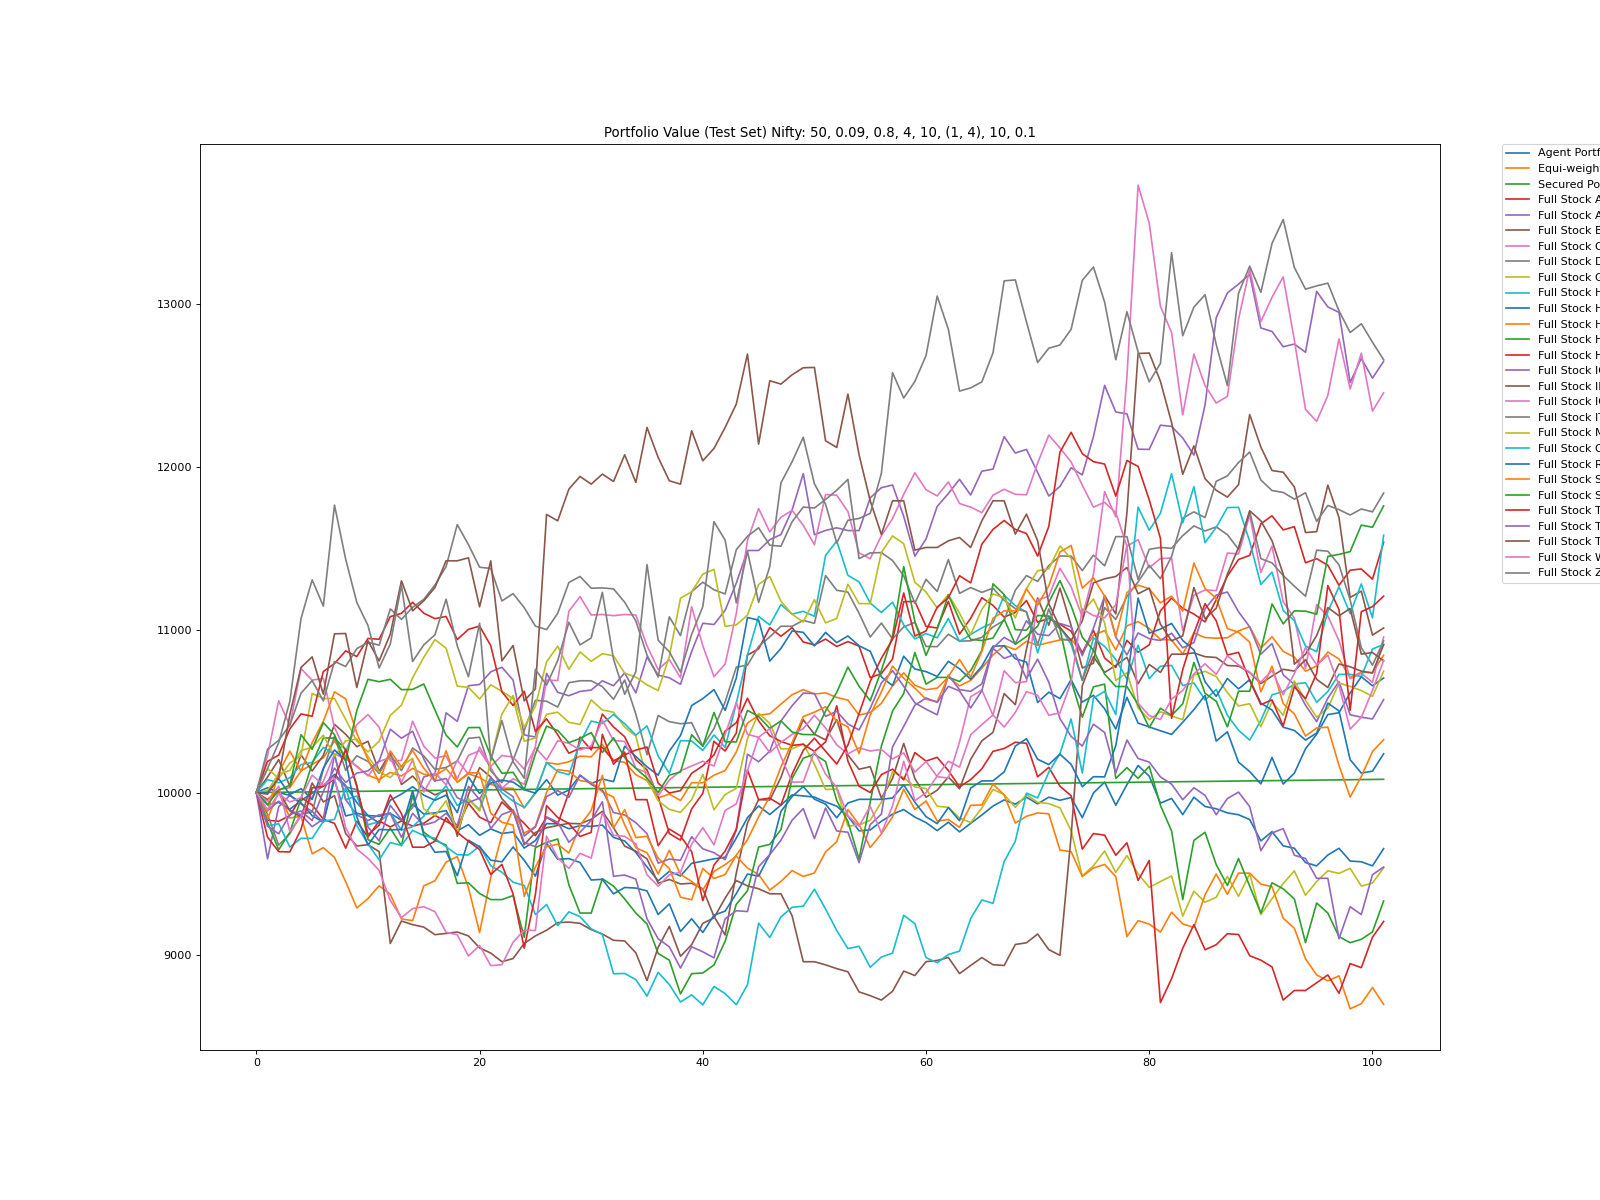 Portfolio Value (Test Set) Nifty: 50, 0.09, 0.8, 4, 10, (1, 4), 10, 0.1
13000
12000
11000
10000
9000
0 20 40 60 80 100
Agent Portf
Equi-weigh
Secured Po
Full Stock A
Full Stock A
Full Stock
Full Stock
Full Stock D
Full Stock
Full Stock H
Full Stock H
Full Stock H
Full Stock H
Full Stock H
Full Stock
Full Stock
Full Stock
Full Stock
Full Stock M
Full Stock
Full Stock R
Full Stock S
Full Stock S
Full Stock T
Full Stock T
Full Stock T
Full Stock W
Full Stock Z